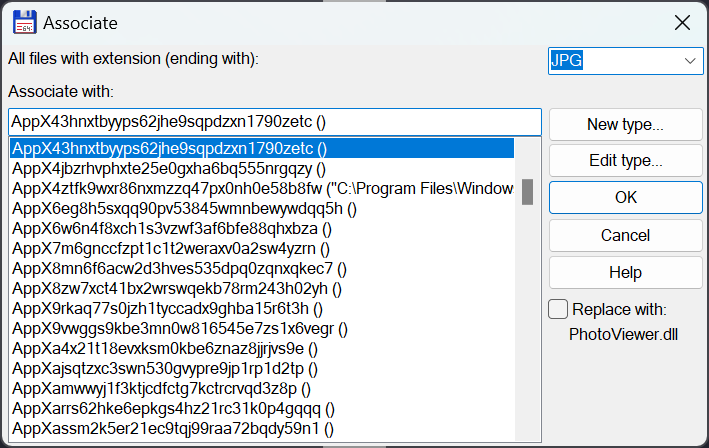 Associate
All files with extension (ending with):
JPG
Associate with:
AppX43hnxtbyyps62jhe9sqpdzxn1790zetc ()
AppX43hnxtbyyps62jhe9sqpdzxn1790zetc ()
AppX4jbzrhvphxte25e0gxha6bq555nrgqzy ()
AppX4ztfk9wxr86nxmzzq47px0nh0e58b8fw ("C:\Program Files\Window
AppX6eg8h5sxqq90pv53845wmnbewywdqq5h ()
AppX6w6n4f8xch1s3vzwf3af6bfe88qhxbza ()
AppX7m6gnccfzpt1c1t2weraxv0a2sw4yzrn ()
AppX8mn6f6acw2d3hves535dpq0zqnxqkec7 ()
AppX8zw7xct41bx2wrswqekb78rm243h02yh ()
AppX9rkaq77s0jzh1tyccadx9ghba15r6t3h ()
AppX9vwggs9kbe3mn0w816545e7zs1x6vegr ()
AppXa4x21t18evxksm0kbe6znaz8jjrjvs9e ()
AppXajsqtzxc3swn530gvypre9jp1rp1d2tp ()
AppXamwwyj1f3ktjcdfctg7kctrcrvqd3z8p ()
AppXarrs62hke6epkgs4hz21rc31k0p4gqqq ()
AppXassm2k5er21ec9tqj99raa72bqdy59n1 ()
New type...
Edit type...
OK
Cancel
Help
Replace with:
PhotoViewer.dll